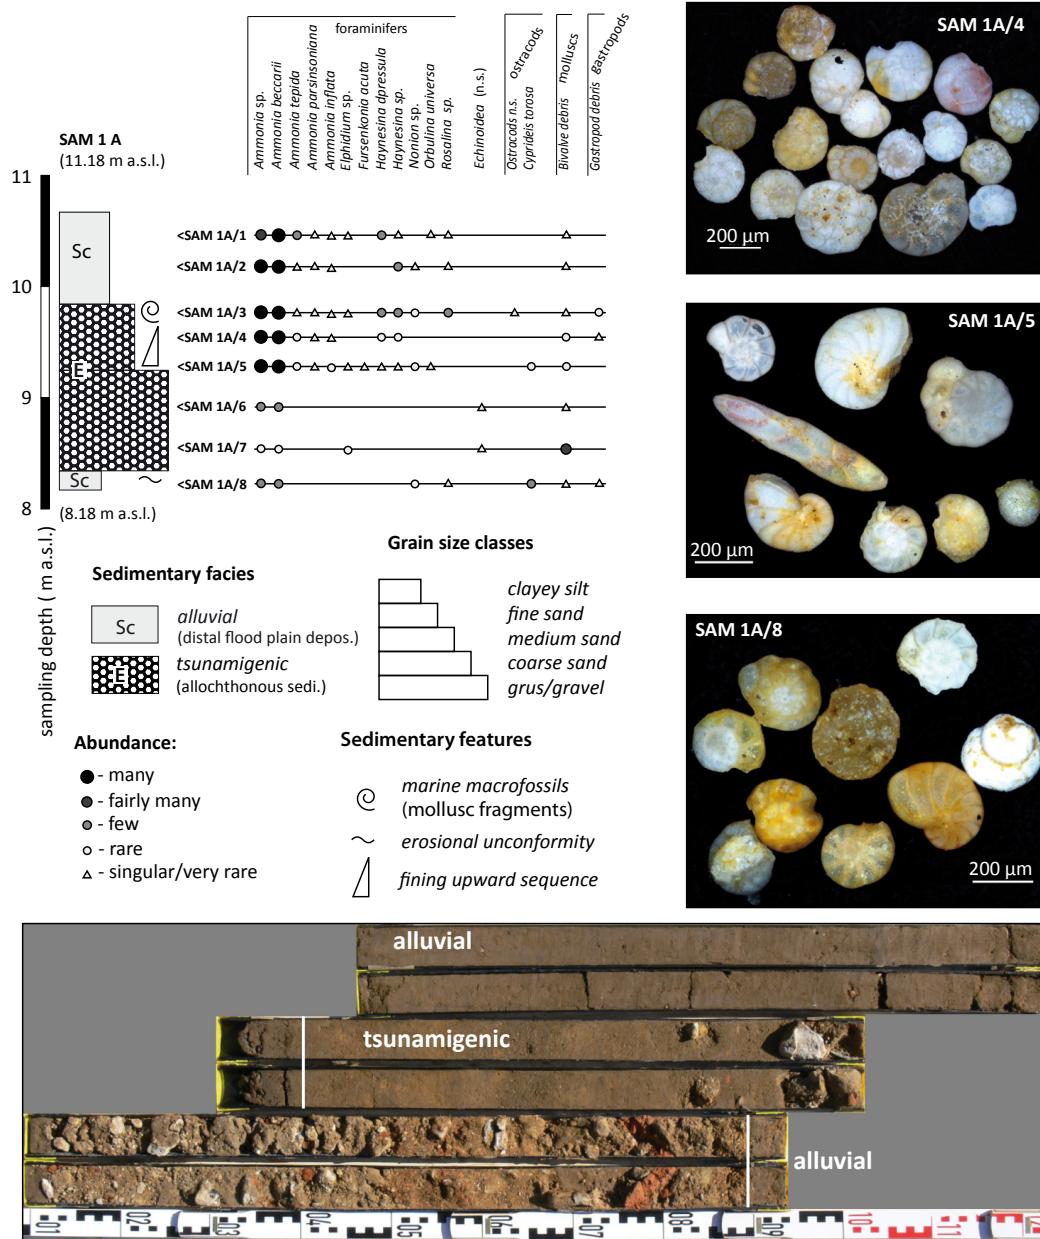 foraminifers
ostracods
molluscs
gastropods
Ammonia sp.
Ammonia beccarii
Ammonia tepida
Ammonia parsinsoniana
Ammonia inflata
Elphidium sp.
Fursenkonia acuta
Haynesina dpressula
Haynesina sp.
Nonion sp.
Orbulina universa
Rosalina sp.
Echinoidea (n.s.)
Ostracods n.s.
Cyprideis torosa
Bivalve debris
Gastropod debris
SAM 1 A
(11.18 m a.s.l.)
11
10
9
8
sampling depth ( m a.s.l.)
Sc
E
Sc
(8.18 m a.s.l.)
<SAM 1A/1
<SAM 1A/2
<SAM 1A/3
<SAM 1A/4
<SAM 1A/5
<SAM 1A/6
<SAM 1A/7
<SAM 1A/8
SAM 1A/4
200 µm
SAM 1A/5
200 µm
SAM 1A/8
200 µm
Sedimentary facies
Sc
alluvial
(distal flood plain depos.)
E
tsunamigenic
(allochthonous sedi.)
Grain size classes
clayey silt
fine sand
medium sand
coarse sand
grus/gravel
Abundance:
- many
- fairly many
- few
- rare
- singular/very rare
Sedimentary features
marine macrofossils
(mollusc fragments)
erosional unconformity
fining upward sequence
alluvial
tsunamigenic
alluvial
01
02
03
04
05
06
07
08
09
10
11